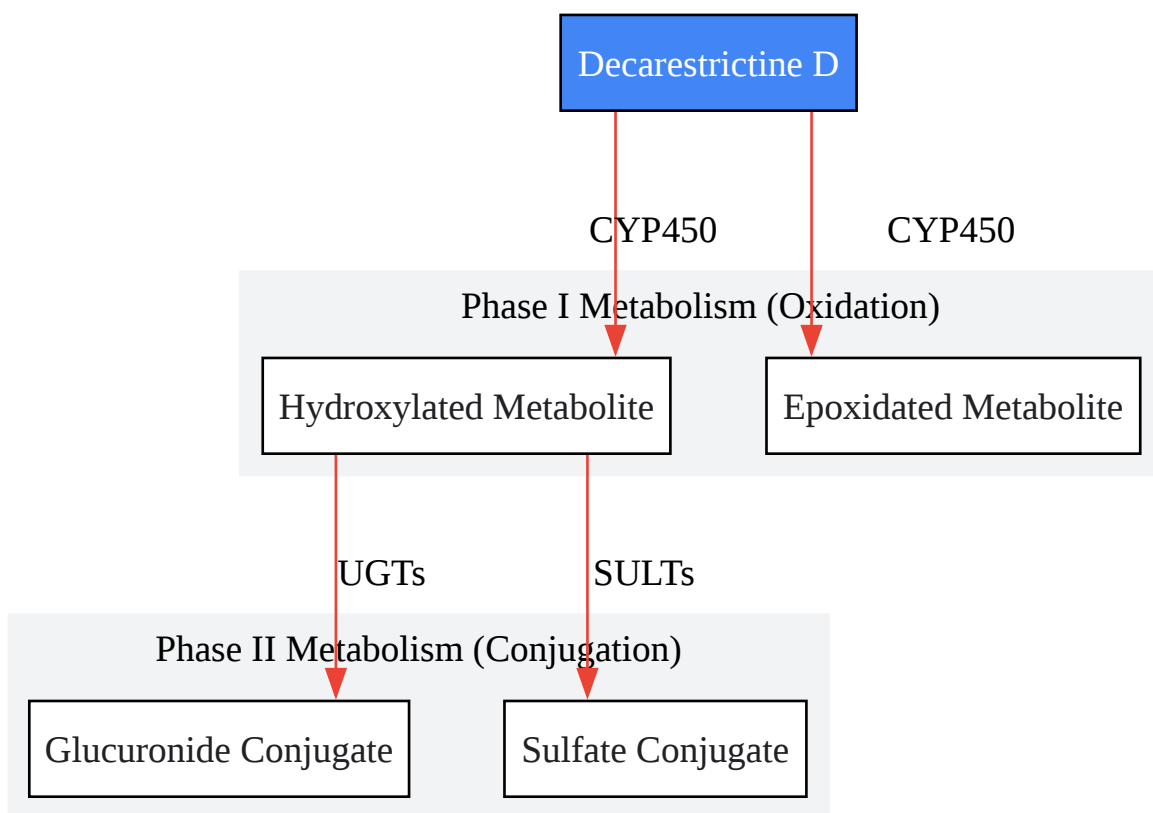 Decarestrictine D
CYP450
CYP450
Phase I Metabolism (Oxidation)
Hydroxylated Metabolite
Epoxidated Metabolite
UGTs
SULTs
Phase II Metabolism (Conjugation)
Glucuronide Conjugate
Sulfate Conjugate